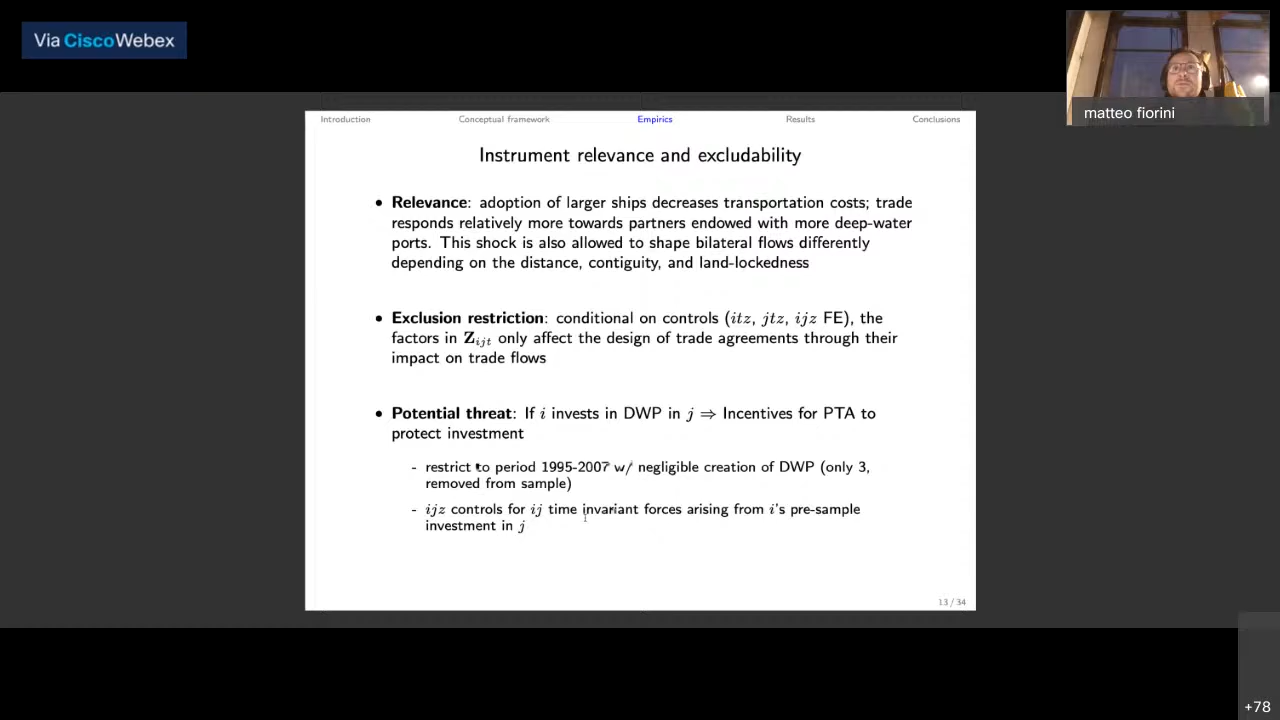 Via Cisco Webex
matteo fiorini
Introduction Conceptual framework Empirics Results Conclusions
Instrument relevance and excludability
• Relevance: adoption of larger ships decreases transportation costs; trade
responds relatively more towards partners endowed with more deep-water
ports. This shock is also allowed to shape bilateral flows differently
depending on the distance, contiguity, and land-lockedness
• Exclusion restriction: conditional on controls (itz, jtz, ijz FE), the
factors in Z_ijt only affect the design of trade agreements through their
impact on trade flows
• Potential threat: If i invests in DWP in j ⇒ Incentives for PTA to
protect investment
- restrict to period 1995-2007 w/ negligible creation of DWP (only 3,
removed from sample)
- ijz controls for ij time invariant forces arising from i's pre-sample
investment in j
13 / 34
+78